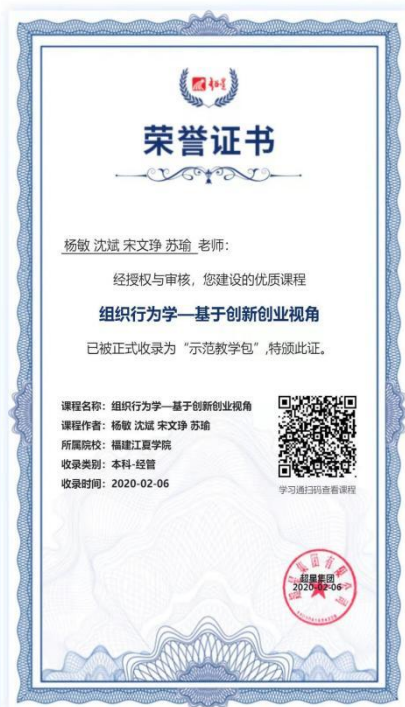 荣誉证书
杨敏 沈斌 宋文琤 苏瑜 老师：
经授权与审核，您建设的优质课程
组织行为学—基于创新创业视角
已被正式收录为“示范教学包”,特颁此证。
课程名称：组织行为学—基于创新创业视角
课程作者：杨敏 沈斌 宋文琤 苏瑜
所属院校：福建江夏学院
收录类别：本科-经管
收录时间：2020-02-06
学习通扫码查看课程
超星集团
2020-02-06